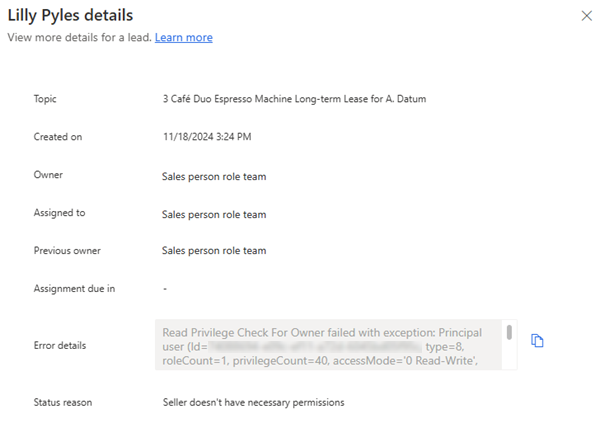 Lilly Pyles details
View more details for a lead. Learn more
Topic 3 Café Duo Espresso Machine Long-term Lease for A. Datum
Created on 11/18/2024 3:24 PM
Owner Sales person role team
Assigned to Sales person role team
Previous owner Sales person role team
Assignment due in -
Error details
Read Privilege Check For Owner failed with exception: Principal
user (Id= type=8,
roleCount=1, privilegeCount=40, accessMode='0 Read-Write',
Status reason Seller doesn't have necessary permissions